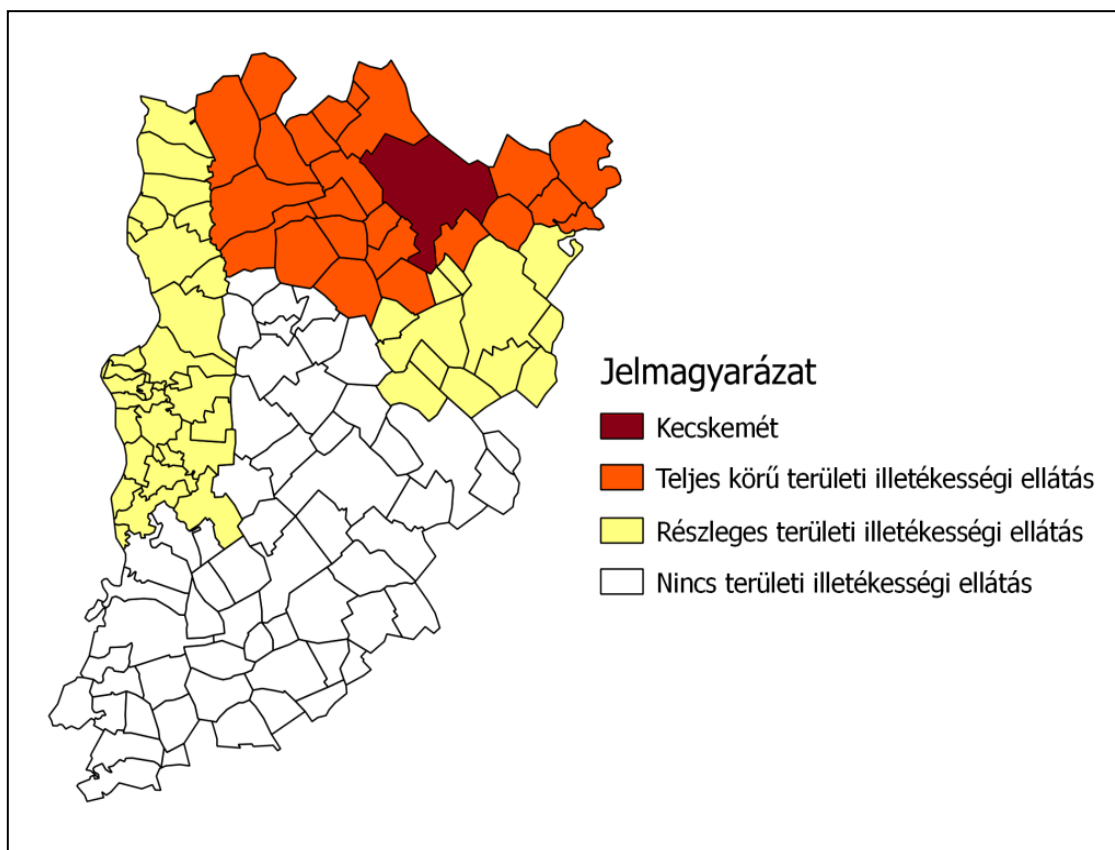 Jelmagyarázat
Kecskemét
Teljes körű területi illetékességi ellátás
Részleges területi illetékességi ellátás
Nincs területi illetékességi ellátás